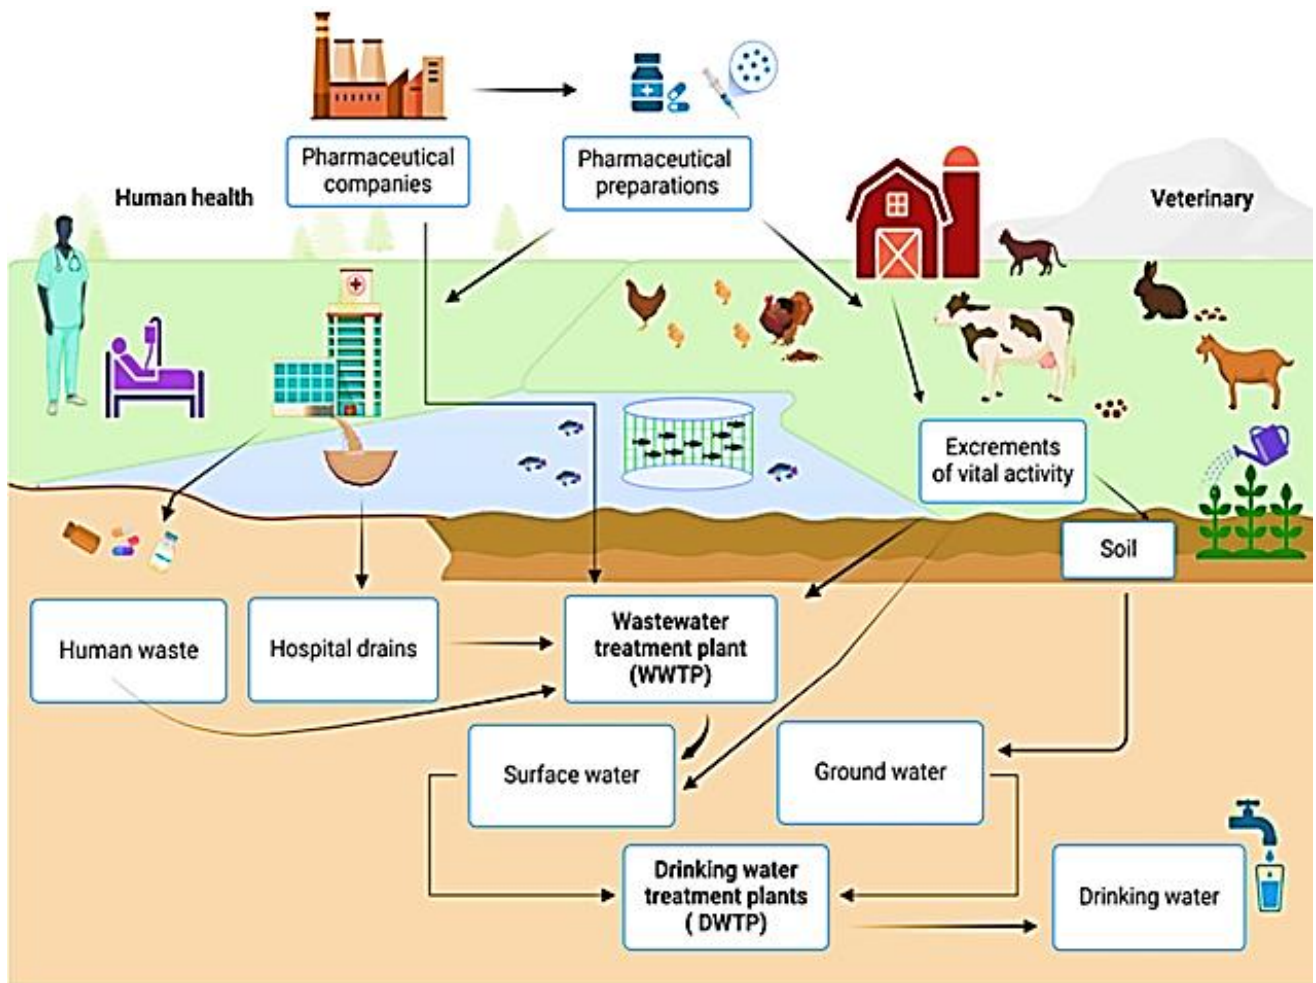 Pharmaceutical
companies
Pharmaceutical
preparations
Human health
Veterinary
Excrements
of vital activity
Soil
Human waste
Hospital drains
Wastewater
treatment plant
(WWTP)
Surface water
Ground water
Drinking water
treatment plants
( DWTP)
Drinking water